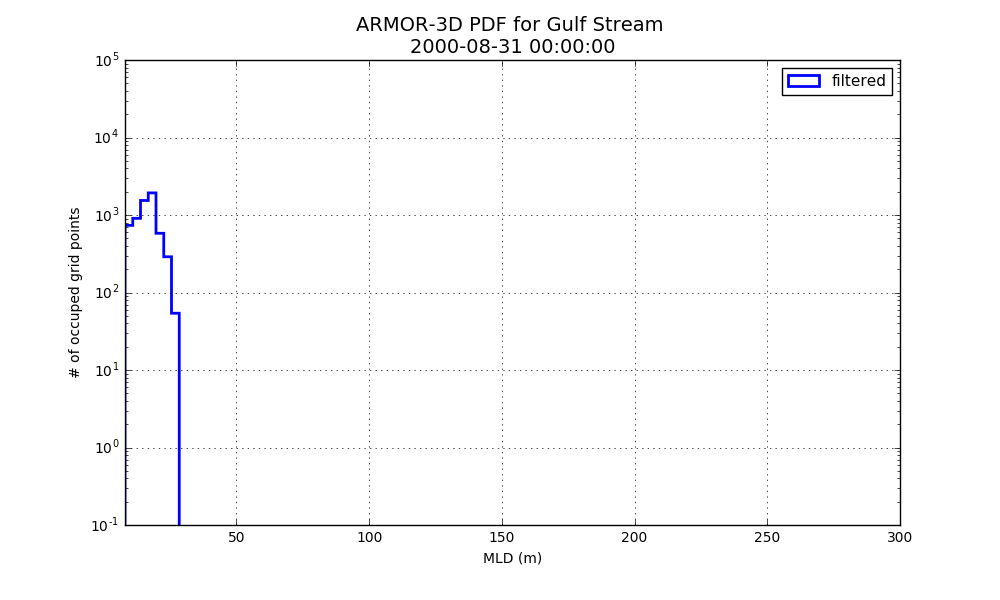 ARMOR-3D PDF for Gulf Stream
2000-08-31 00:00:00
filtered
# of occuped grid points
10^5
10^4
10^3
10^2
10^1
10^0
10^-1
50 100 150 200 250 300
MLD (m)